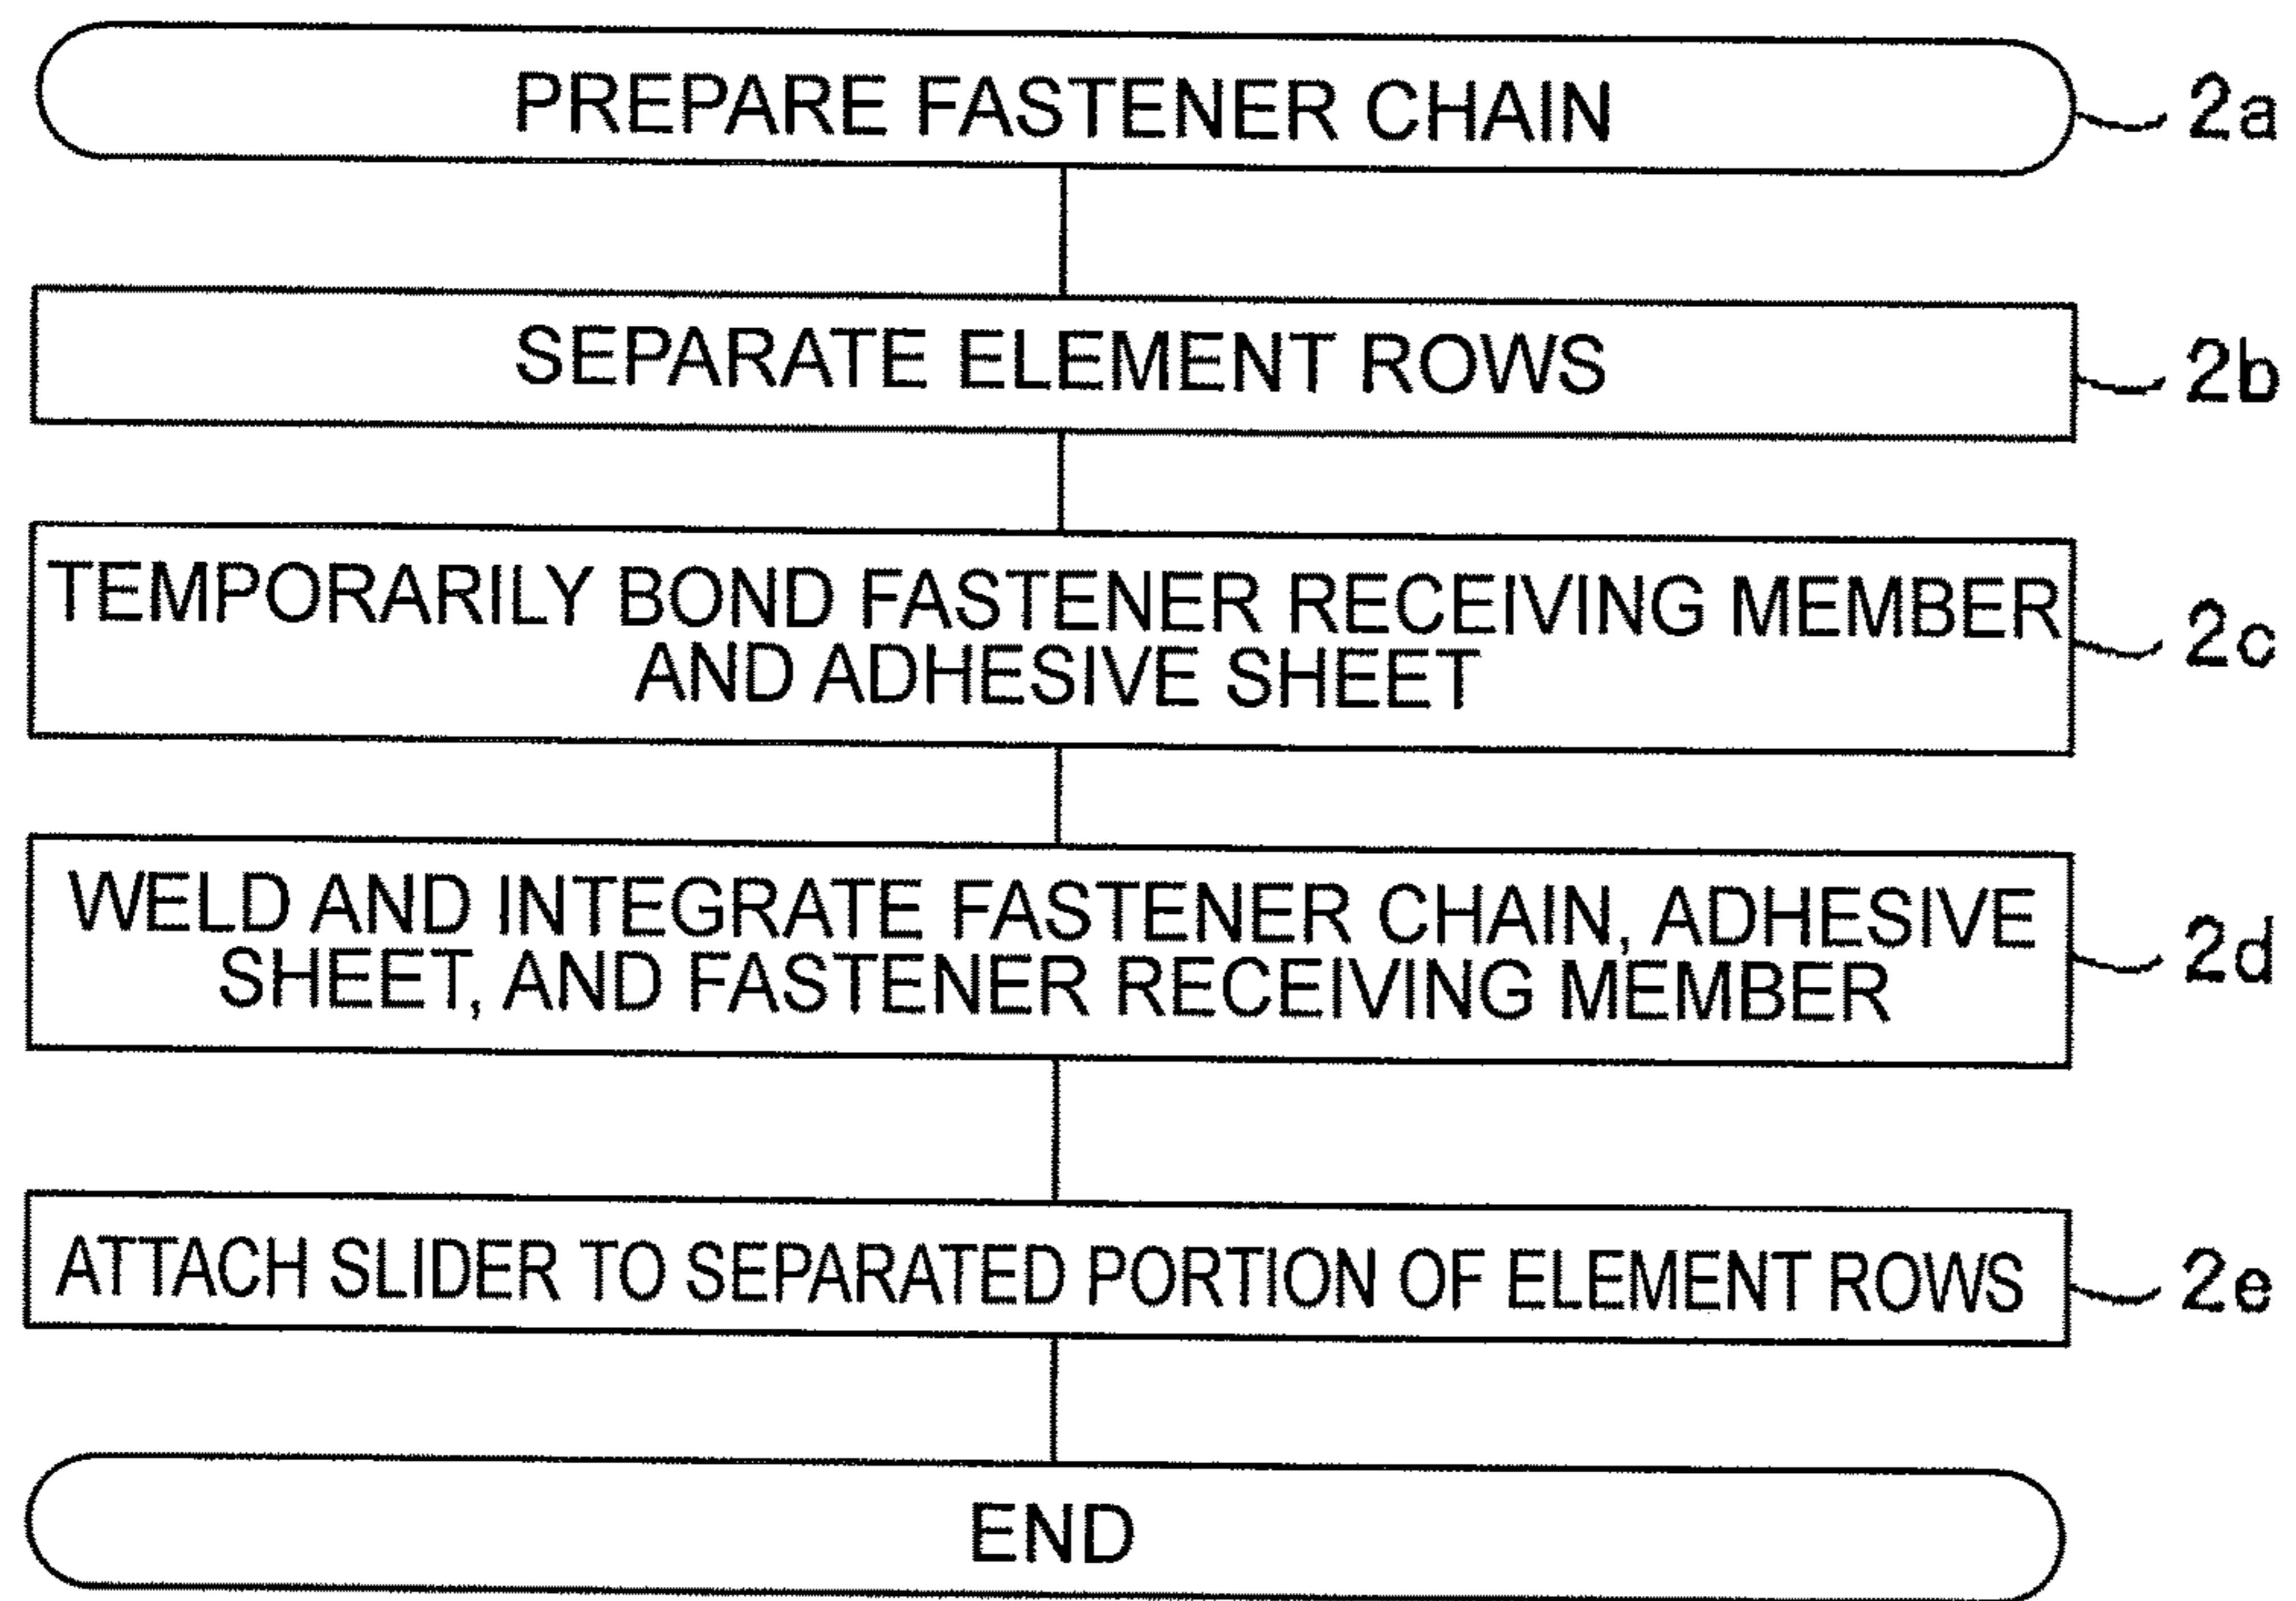 PREPARE FASTENER CHAIN
2a
SEPARATE ELEMENT ROWS
2b
TEMPORARILY BOND FASTENER RECEIVING MEMBER
AND ADHESIVE SHEET
2c
WELD AND INTEGRATE FASTENER CHAIN, ADHESIVE
SHEET, AND FASTENER RECEIVING MEMBER
2d
ATTACH SLIDER TO SEPARATED PORTION OF ELEMENT ROWS
2e
END